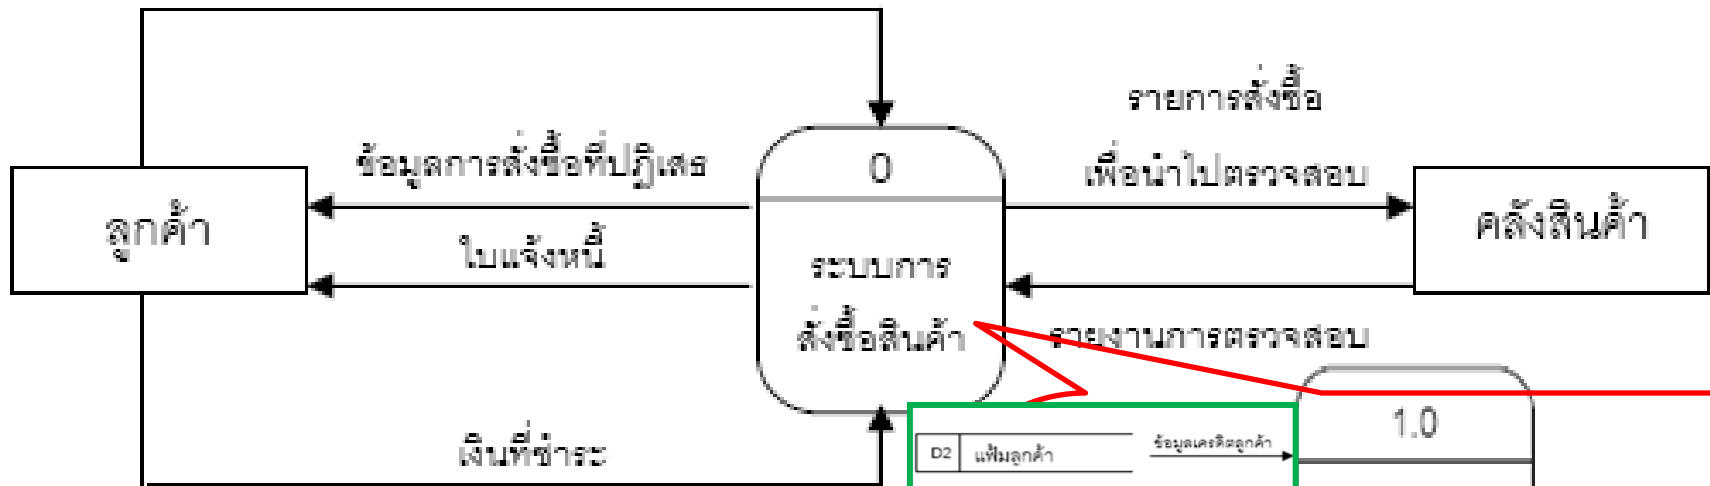 รายการสั่งซื้อ
ข้อมูลการสั่งซื้อที่ปฏิเสธ
0
เพื่อนำไปตรวจสอบ
ลูกค้า
ใบแจ้งหนี้
ระบบการ
สั่งซื้อสินค้า
คลังสินค้า
รายงานการตรวจสอบ
เงินที่ชำระ
1.0
D2 แฟ้มลูกค้า
ข้อมูลเครดิตลูกค้า